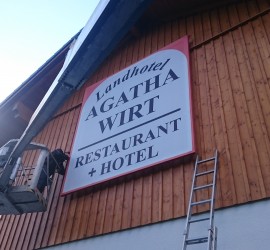 Landhotel
AGATHA
WIRT
RESTAURANT
+ HOTEL